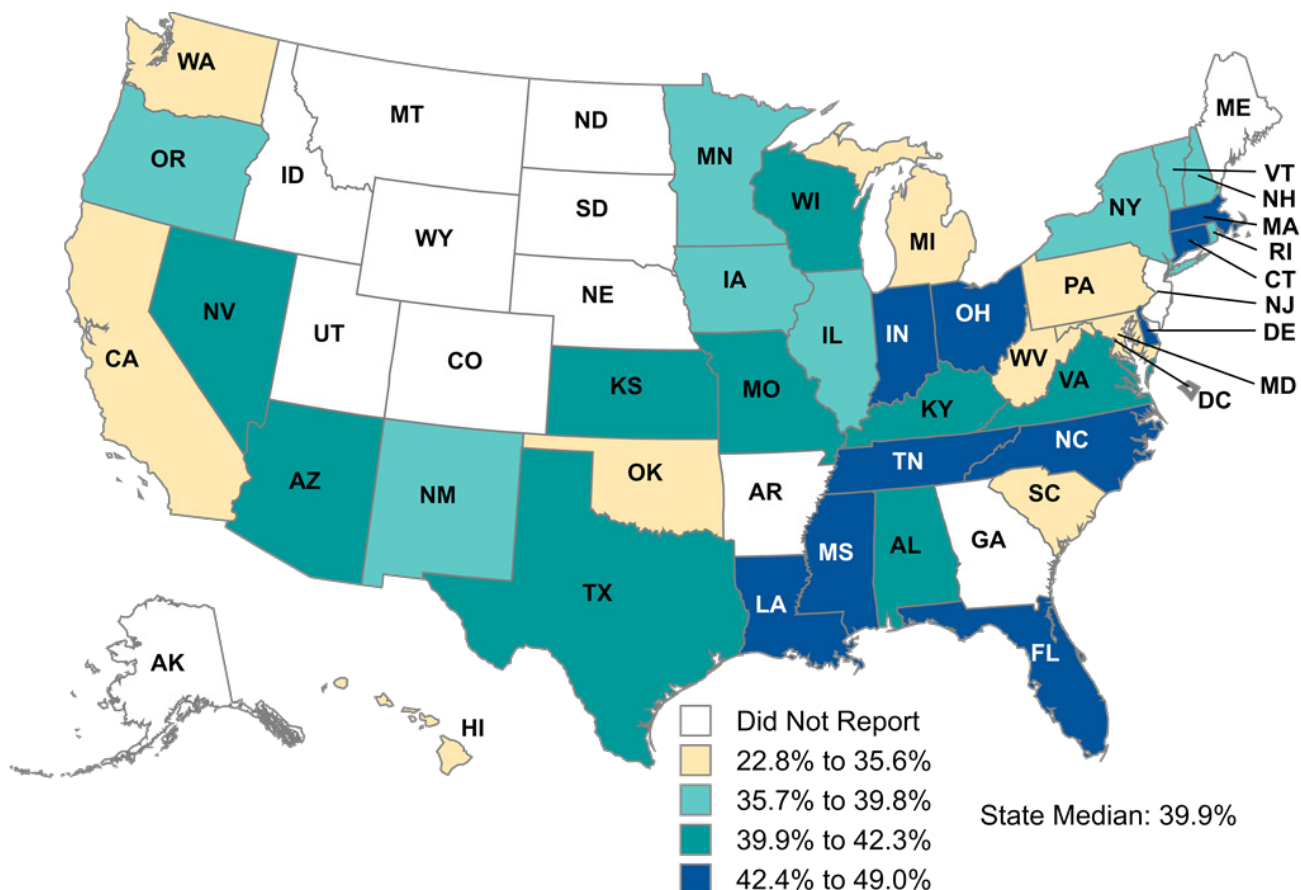 WA
MT
ND
MN
ME
OR
ID
SD
WI
VT
NH
NY
MA
WY
MI
RI
CT
IA
NE
PA
NJ
NV
OH
DE
UT
IL
IN
CA
CO
WV
MD
KS
MO
VA
DC
KY
NC
TN
AZ
OK
NM
AR
SC
MS
AL
GA
TX
LA
FL
AK
HI
Did Not Report
22.8% to 35.6%
35.7% to 39.8%
State Median: 39.9%
39.9% to 42.3%
42.4% to 49.0%